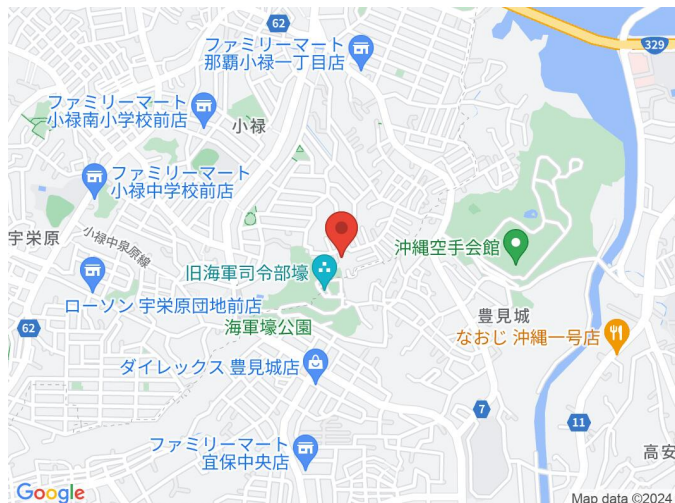 62
ファミリーマート
那覇小禄一丁目店
329
ファミリーマート
小禄南小学校前店
小禄
ファミリーマート
小禄中学校前店
宇栄原
小禄中泉原線
沖縄空手会館
旧海軍司令部壕
ローソン 宇栄原団地前店
海軍壕公園
豊見城
62
なおじ 沖縄一号店
ダイレックス 豊見城店
7
11
ファミリーマート
宜保中央店
高安
Google
Map data ©2024